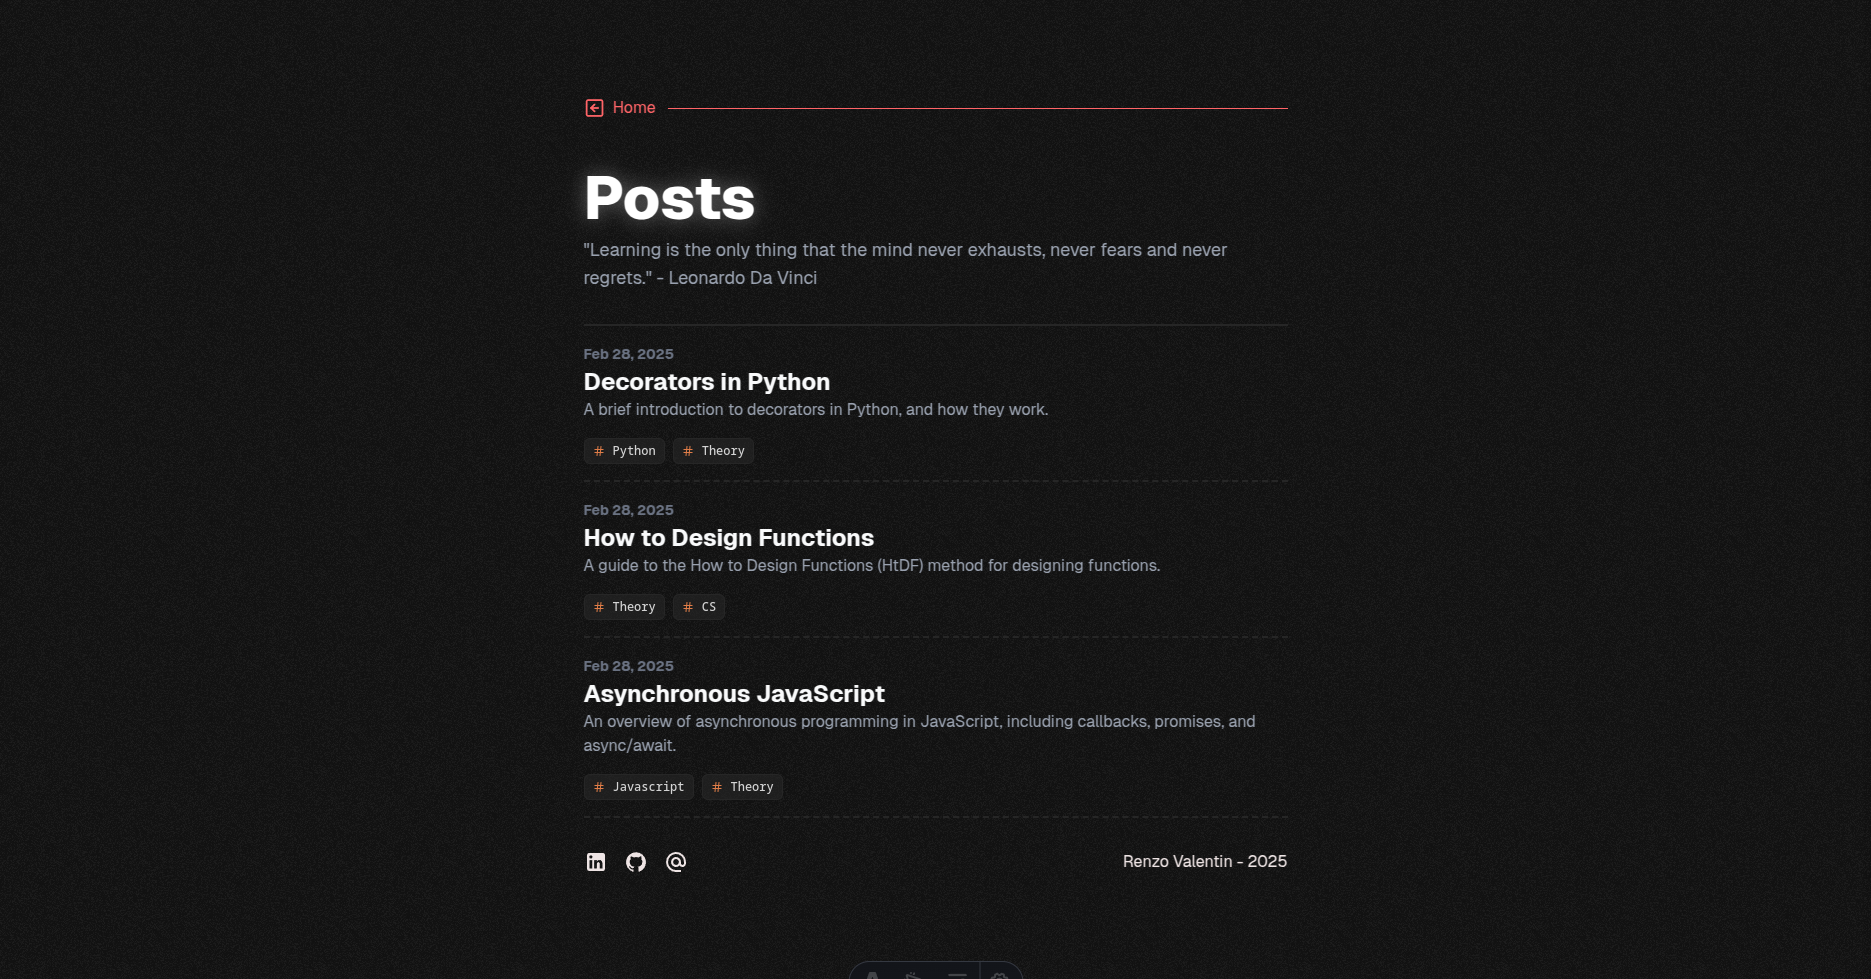 Home
Posts
"Learning is the only thing that the mind never exhausts, never fears and never
regrets." - Leonardo Da Vinci
Feb 28, 2025
Decorators in Python
A brief introduction to decorators in Python, and how they work.
# Python # Theory
Feb 28, 2025
How to Design Functions
A guide to the How to Design Functions (HtDF) method for designing functions.
# Theory # CS
Feb 28, 2025
Asynchronous JavaScript
An overview of asynchronous programming in JavaScript, including callbacks, promises, and
async/await.
# Javascript # Theory
Renzo Valentin - 2025